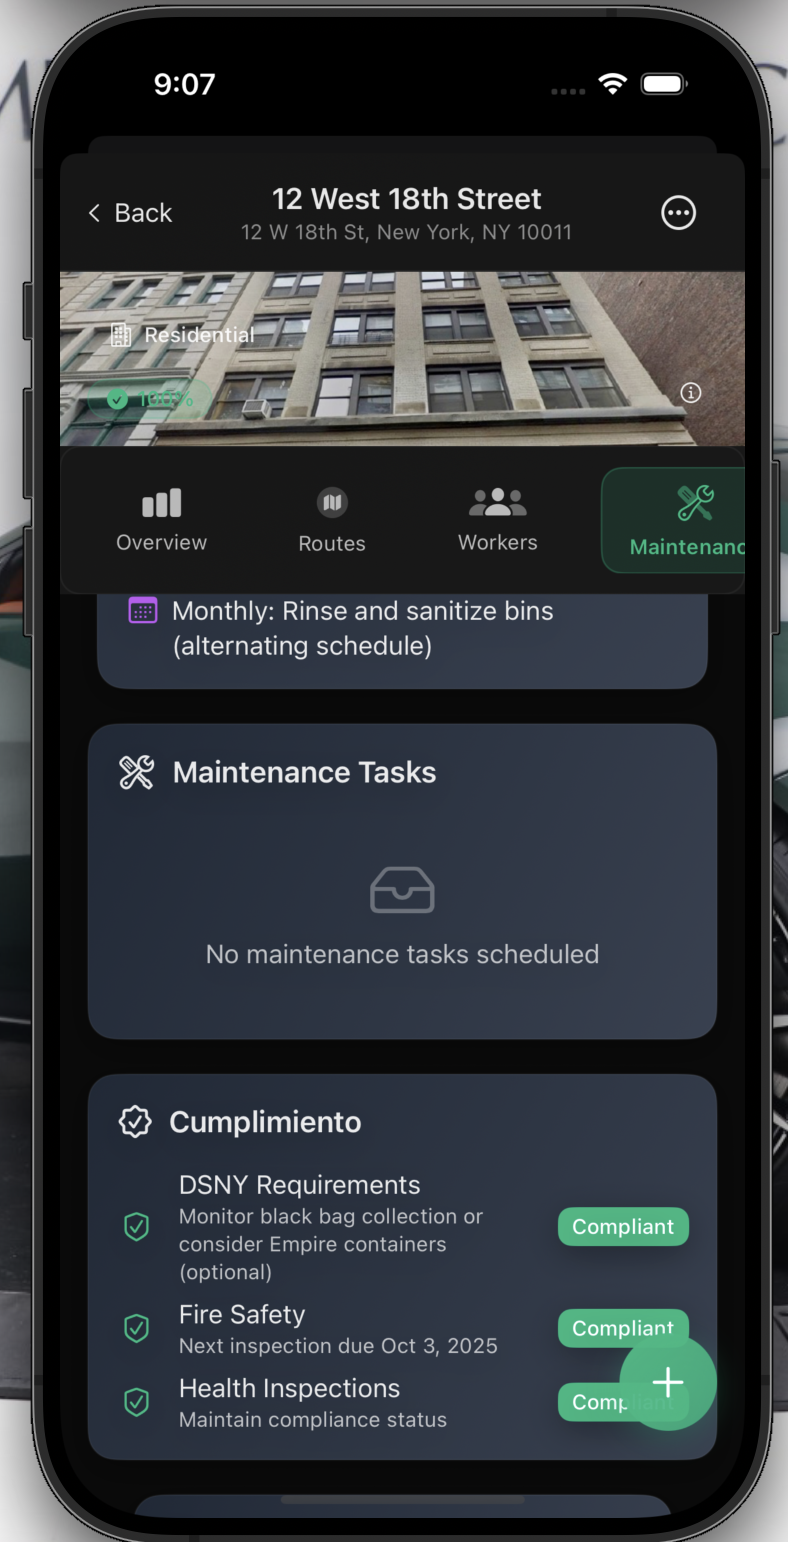 9:07
Back
12 West 18th Street
12 W 18th St, New York, NY 10011
Residential
100%
Overview
Routes
Workers
Maintenanc
Monthly: Rinse and sanitize bins
(alternating schedule)
Maintenance Tasks
No maintenance tasks scheduled
Cumplimiento
DSNY Requirements
Monitor black bag collection or
consider Empire containers
(optional)
Compliant
Fire Safety
Next inspection due Oct 3, 2025
Compliant
Health Inspections
Maintain compliance status
Compliant